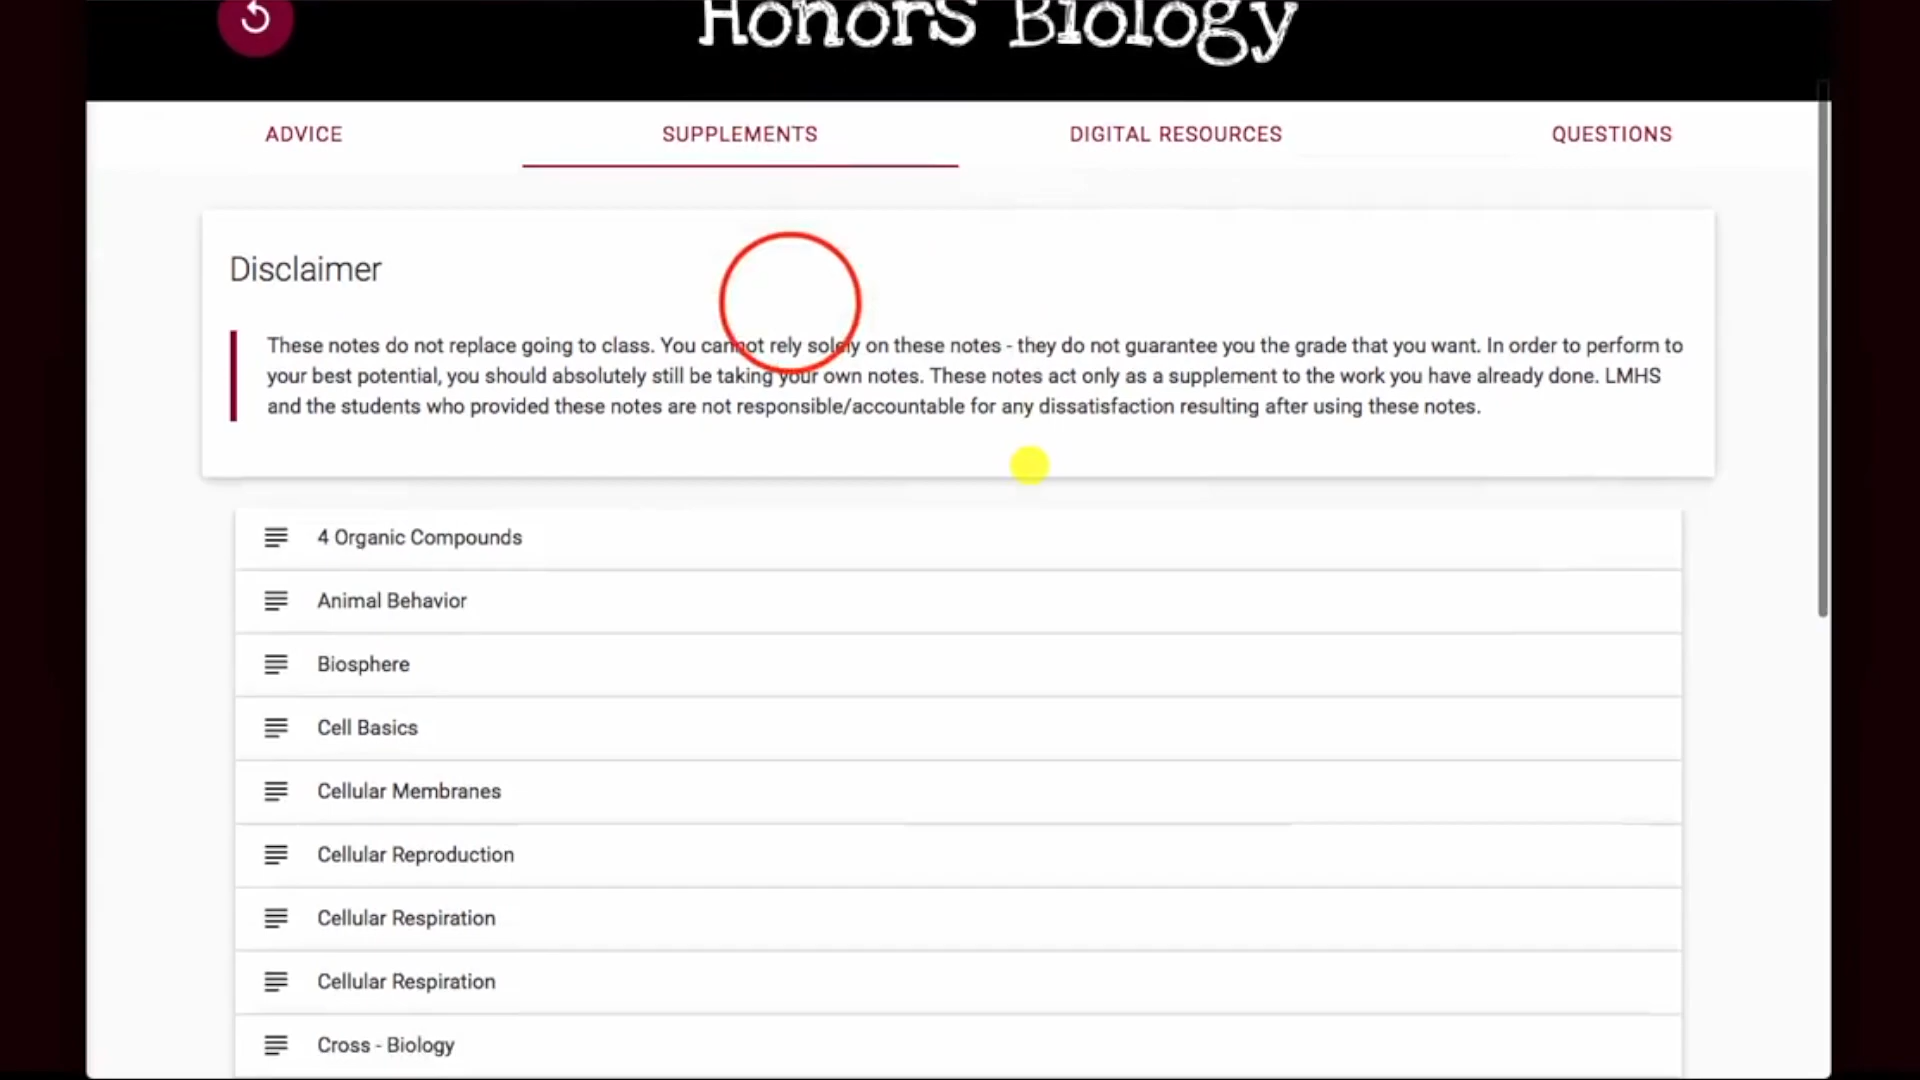 Honors Biology
ADVICE
SUPPLEMENTS
DIGITAL RESOURCES
QUESTIONS
Disclaimer
These notes do not replace going to class. You cannot rely solely on these notes - they do not guarantee you the grade that you want. In order to perform to
your best potential, you should absolutely still be taking your own notes. These notes act only as a supplement to the work you have already done. LMHS
and the students who provided these notes are not responsible/accountable for any dissatisfaction resulting after using these notes.
4 Organic Compounds
Animal Behavior
Biosphere
Cell Basics
Cellular Membranes
Cellular Reproduction
Cellular Respiration
Cellular Respiration
Cross - Biology